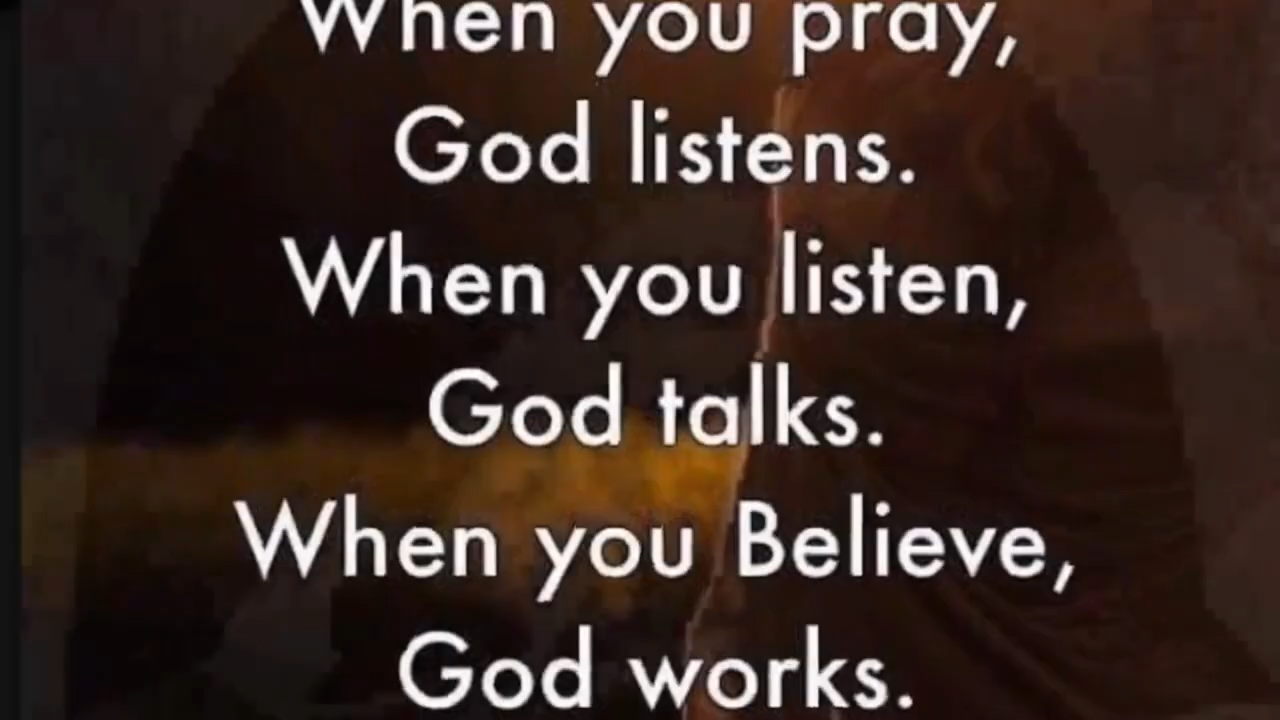 When you pray,
God listens.
When you listen,
God talks.
When you Believe,
God works.